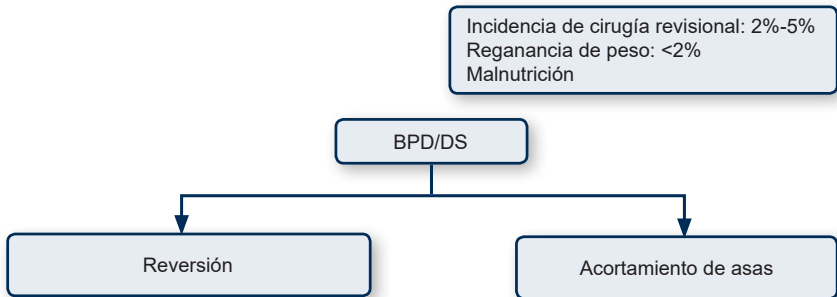 Incidencia de cirugía revisional: 2%-5%
Reganancia de peso: <2%
Malnutrición
BPD/DS
Reversión
Acortamiento de asas